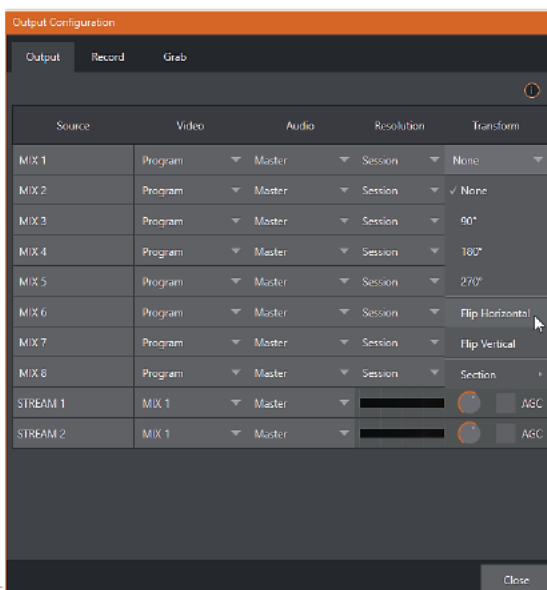 Output Configuration
Output Record Grab
Source Video Audio Resolution Transform
MIX 1 Program Master Session None
MIX 2 Program Master Session ✓ None
MIX 3 Program Master Session 90°
MIX 4 Program Master Session 180°
MIX 5 Program Master Session 270°
MIX 6 Program Master Session Flip Horizontal
MIX 7 Program Master Session Flip Vertical
MIX 8 Program Master Session Section
STREAM 1 MIX 1 Master AGC
STREAM 2 MIX 1 Master AGC
Close